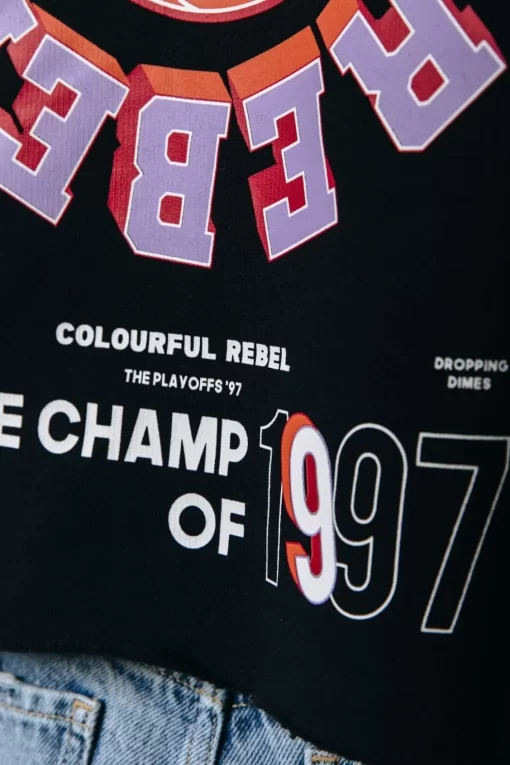 REBE
COLOURFUL REBEL
THE PLAYOFFS '97
DROPPING
DIMES
E CHAMP
OF 1997